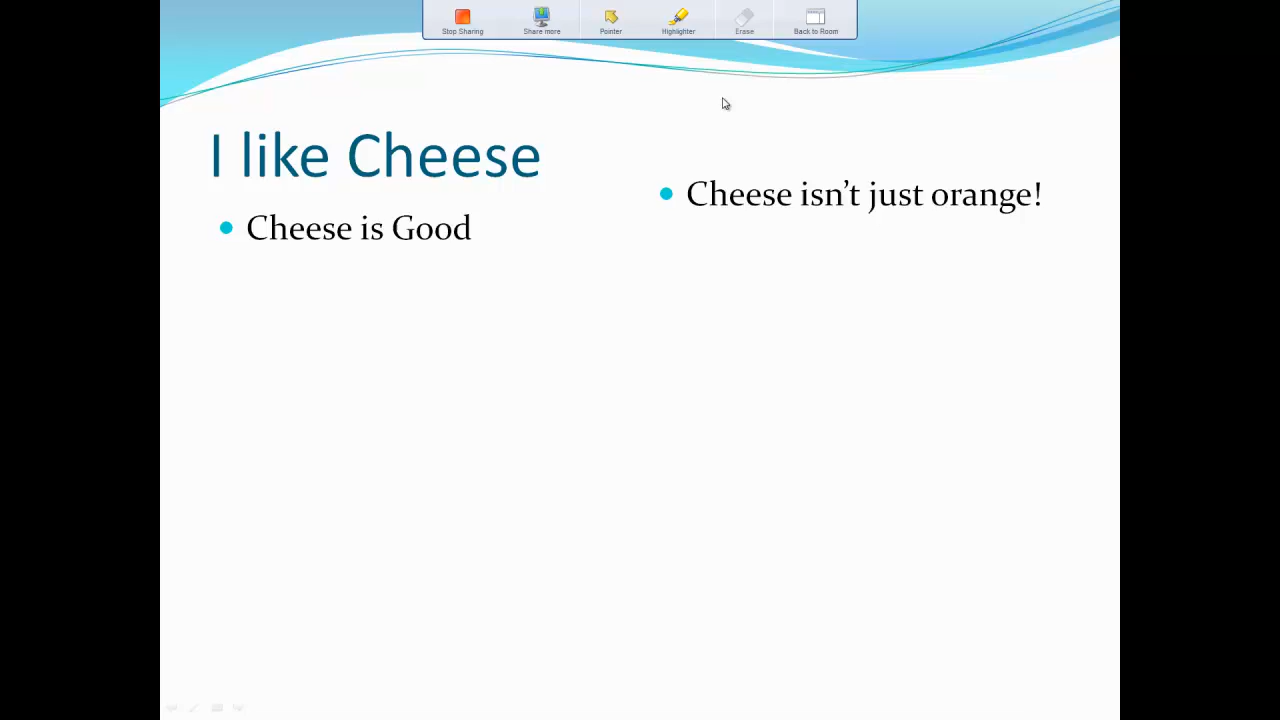 Stop Sharing
Share more
Pointer
Highlighter
Erase
Back to Room
I like Cheese
Cheese is Good
Cheese isn’t just orange!